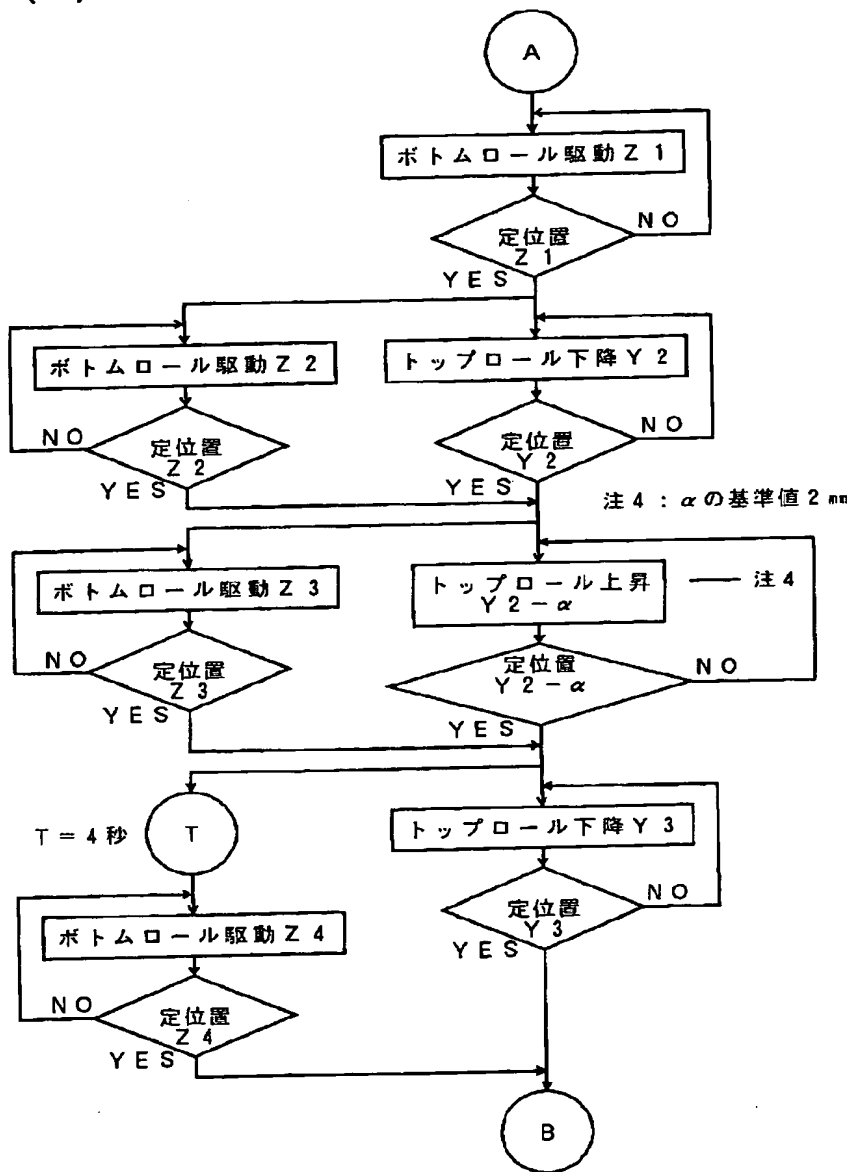 A
ボトムロール駆動Z1
定位置
Z1
NO
YES
ボトムロール駆動Z2
トップロール下降Y2
定位置
Z2
NO
YES
定位置
Y2
NO
YES
注4:αの基準値2mm
ボトムロール駆動Z3
トップロール上昇
Y2-α
注4
定位置
Z3
NO
YES
定位置
Y2-α
NO
YES
T=4秒
T
トップロール下降Y3
定位置
Y3
NO
YES
ボトムロール駆動Z4
定位置
Z4
NO
YES
B